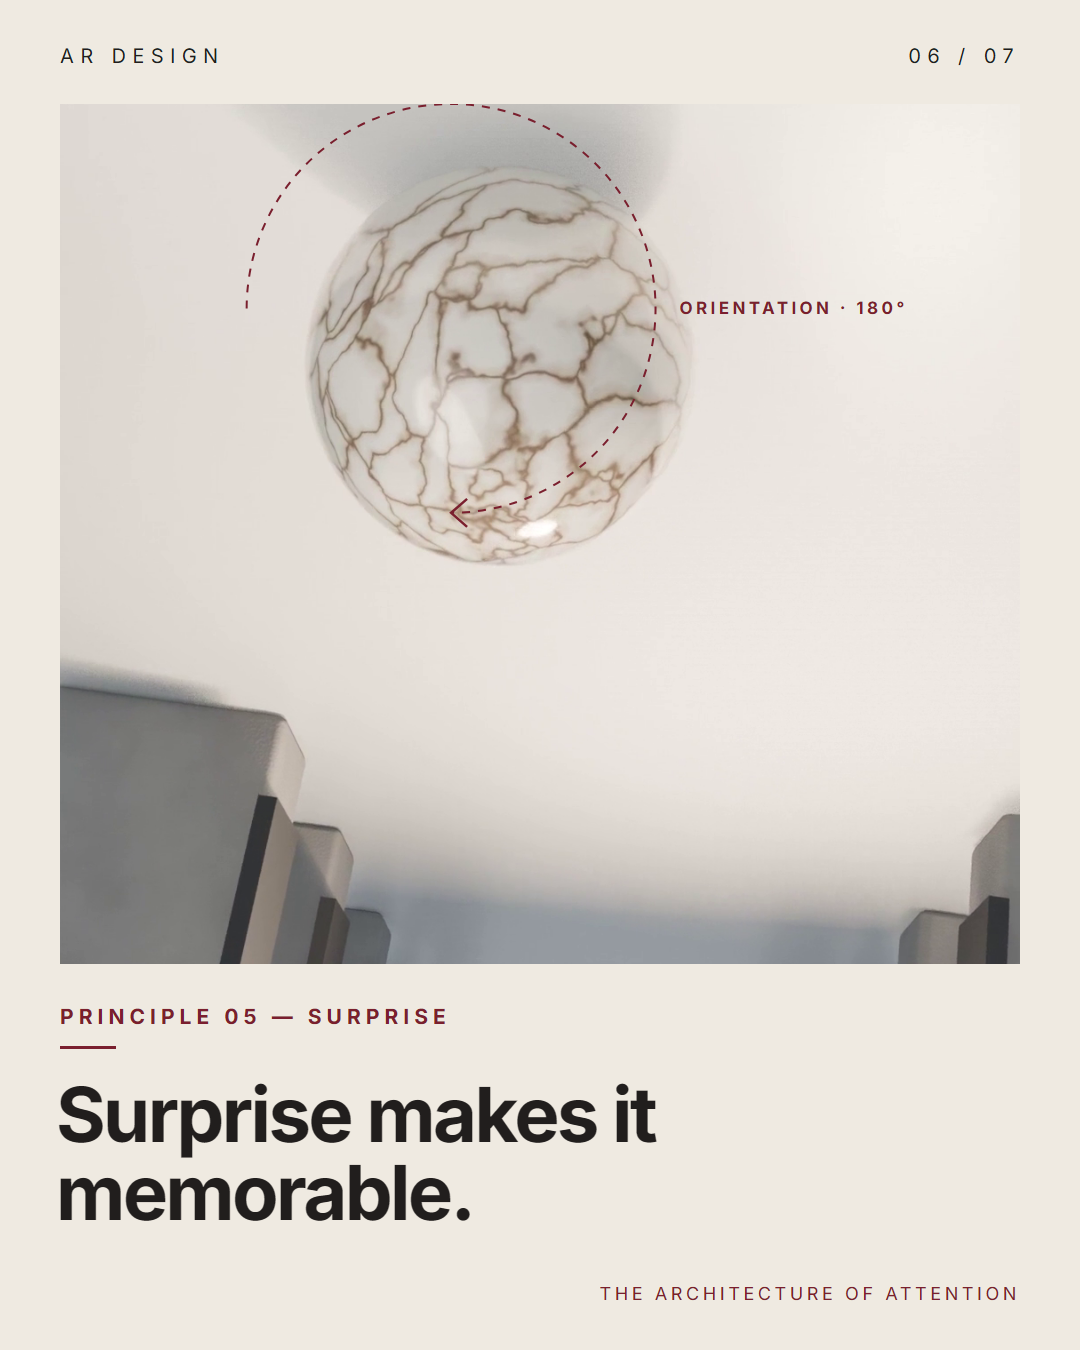 AR DESIGN
06 / 07
ORIENTATION · 180°
PRINCIPLE 05 — SURPRISE
Surprise makes it
memorable.
THE ARCHITECTURE OF ATTENTION